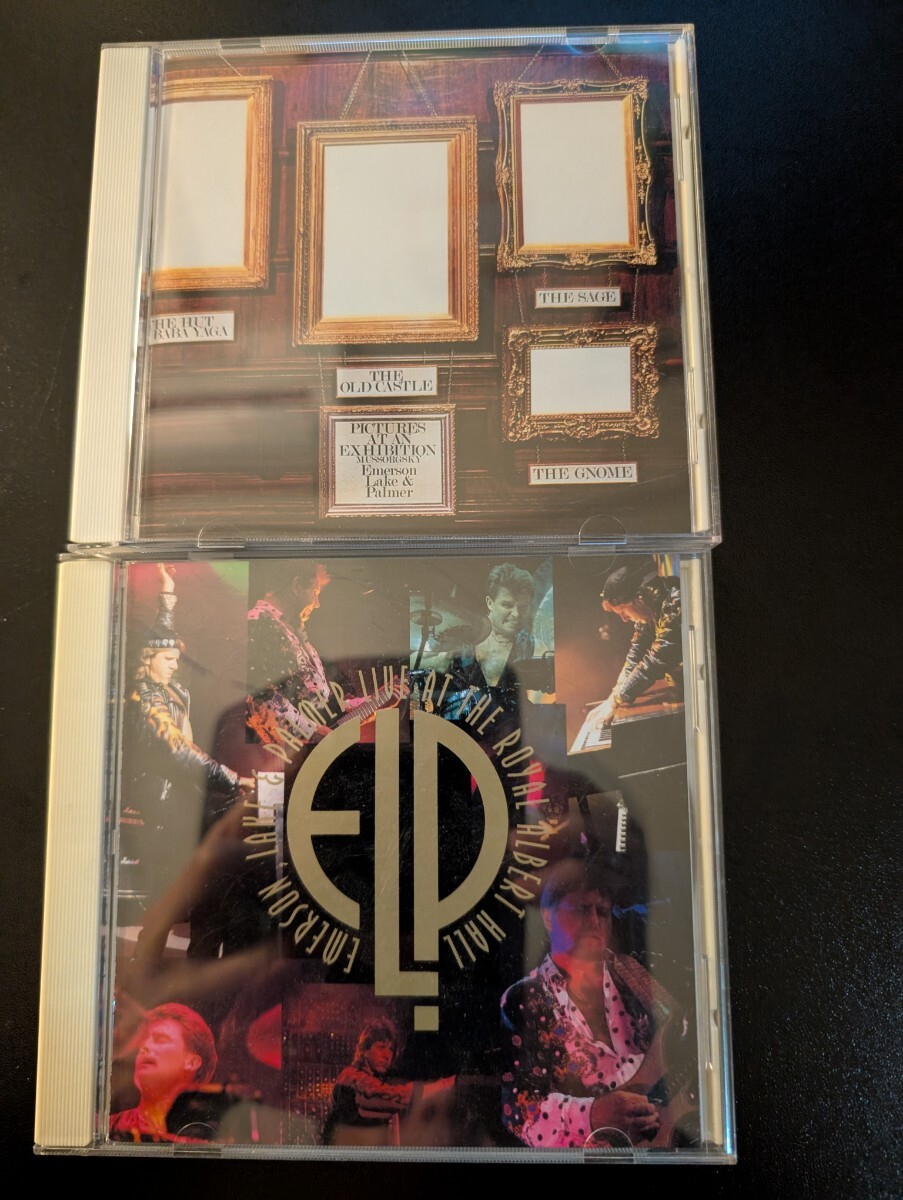 THE SAGE
HE HUT
BABA YAGA
THE
OLD CASTLE
PICTURES
AT AN
EXHIBITION
MUSSORGSKY
Emerson
Lake &
Palmer
THE GNOME
EMERSON, LAKE & PALMER LIVE AT THE ROYAL ALBERT HALL
ELP